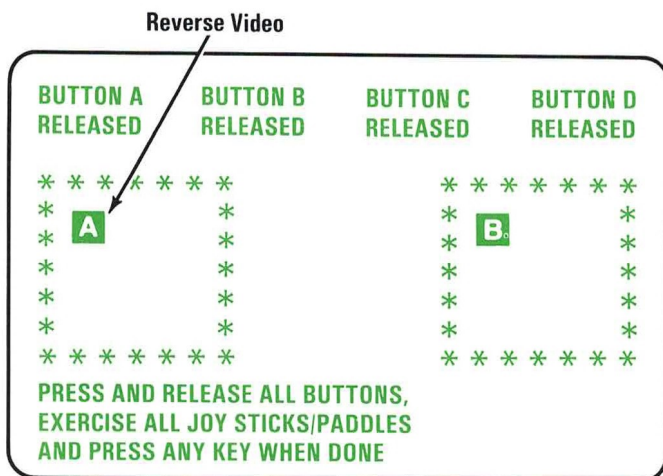 Reverse Video
BUTTON A BUTTON B BUTTON C BUTTON D
RELEASED RELEASED RELEASED RELEASED
* * * * * * * * * * * * * *
* * * *
A B
* * * *
* * * *
* * * *
* * * *
* * * * * * * * * * * * * *
PRESS AND RELEASE ALL BUTTONS,
EXERCISE ALL JOY STICKS/PADDLES
AND PRESS ANY KEY WHEN DONE